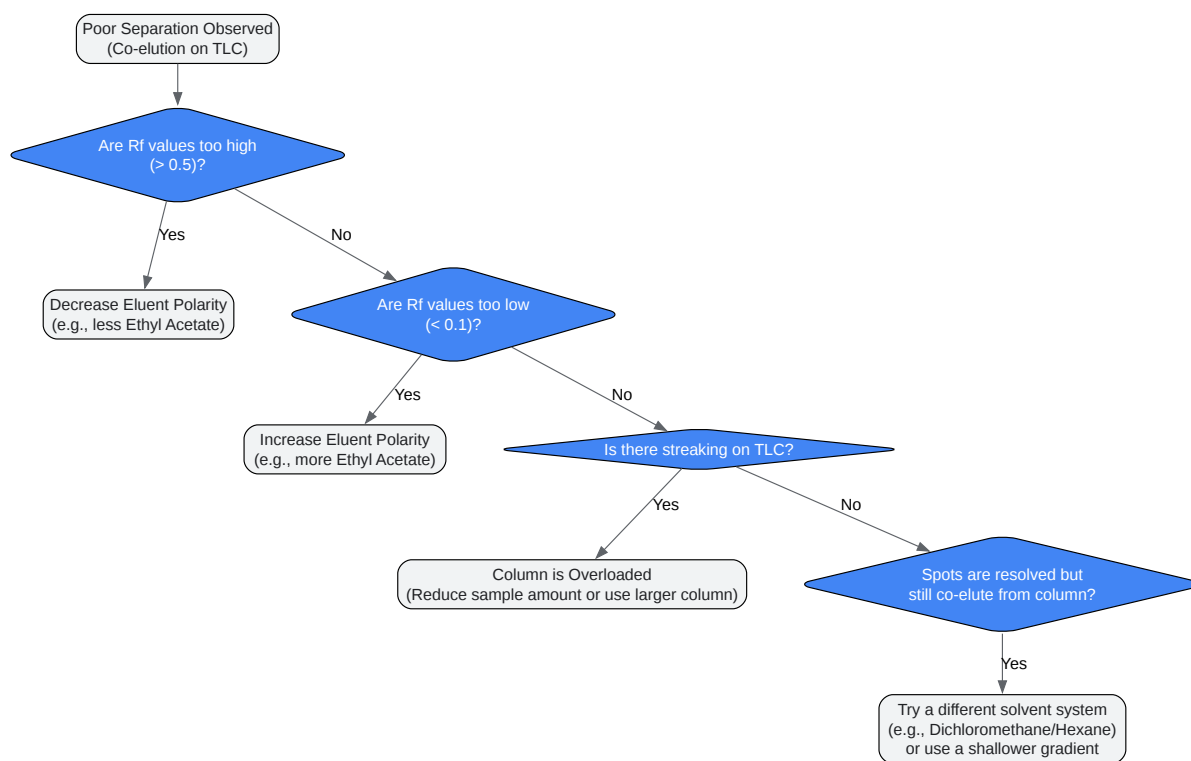 Poor Separation Observed
(Co-elution on TLC)
Are Rf values too high
(> 0.5)?
Yes
No
Decrease Eluent Polarity
(e.g., less Ethyl Acetate)
Are Rf values too low
(< 0.1)?
Yes
No
Increase Eluent Polarity
(e.g., more Ethyl Acetate)
Is there streaking on TLC?
Yes
No
Column is Overloaded
(Reduce sample amount or use larger column)
Spots are resolved but
still co-elute from column?
Yes
Try a different solvent system
(e.g., Dichloromethane/Hexane)
or use a shallower gradient